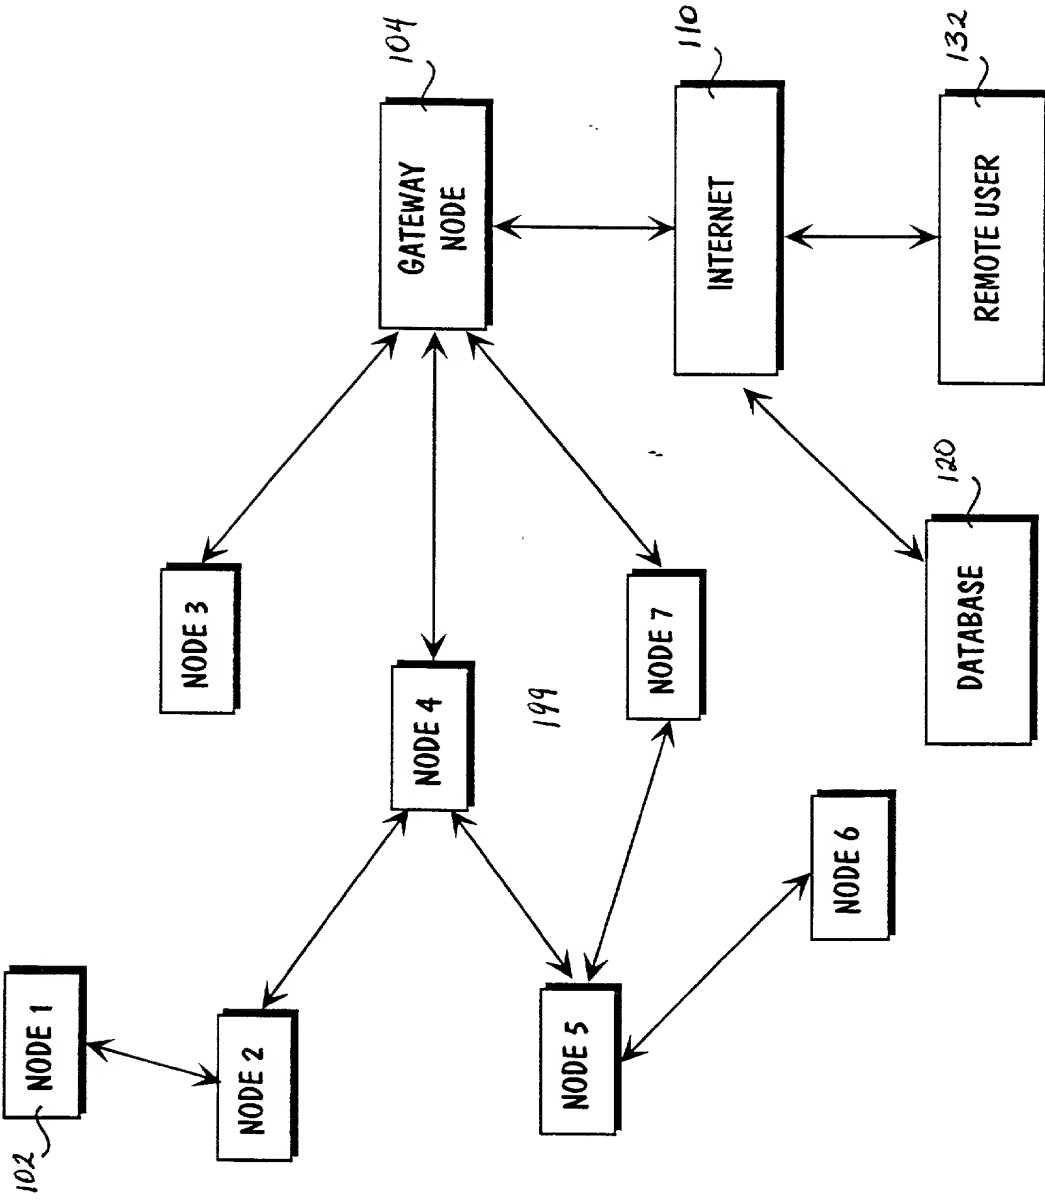 102
NODE 1
NODE 2
NODE 3
NODE 4
NODE 5
NODE 6
NODE 7
199
GATEWAY
NODE
104
INTERNET
110
DATABASE
120
REMOTE USER
132